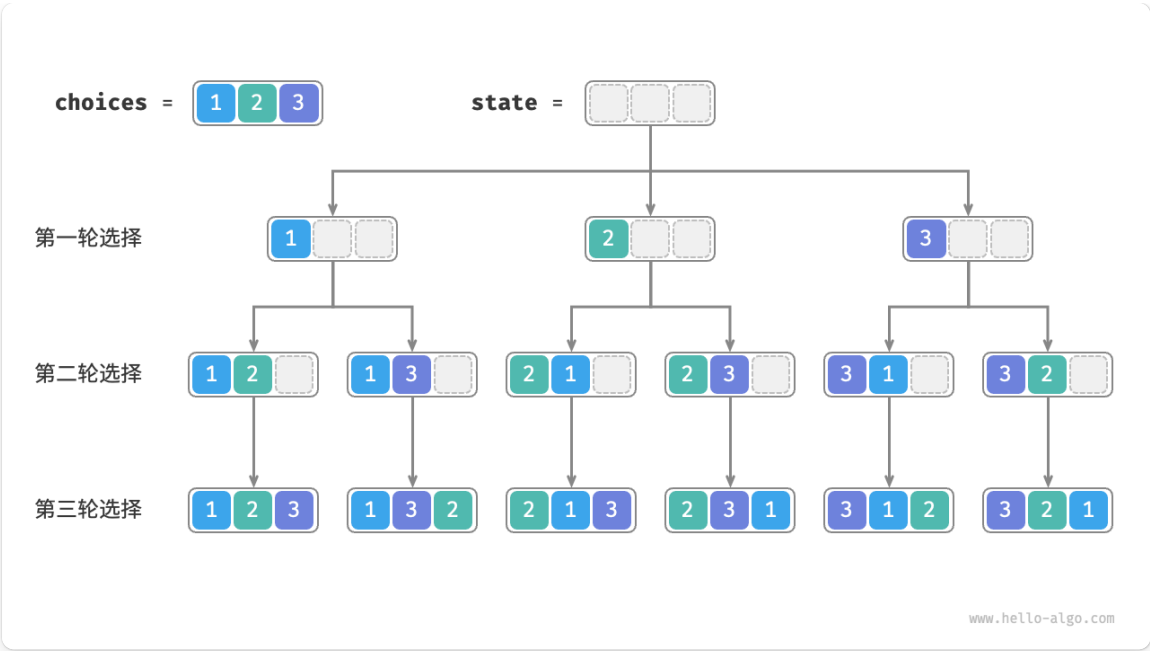 choices = 1 2 3 state =
第一轮选择 1 2 3
第二轮选择 1 2 1 3 2 1 2 3 3 1 3 2
第三轮选择 1 2 3 1 3 2 2 1 3 2 3 1 3 1 2 3 2 1
www.hello-algo.com